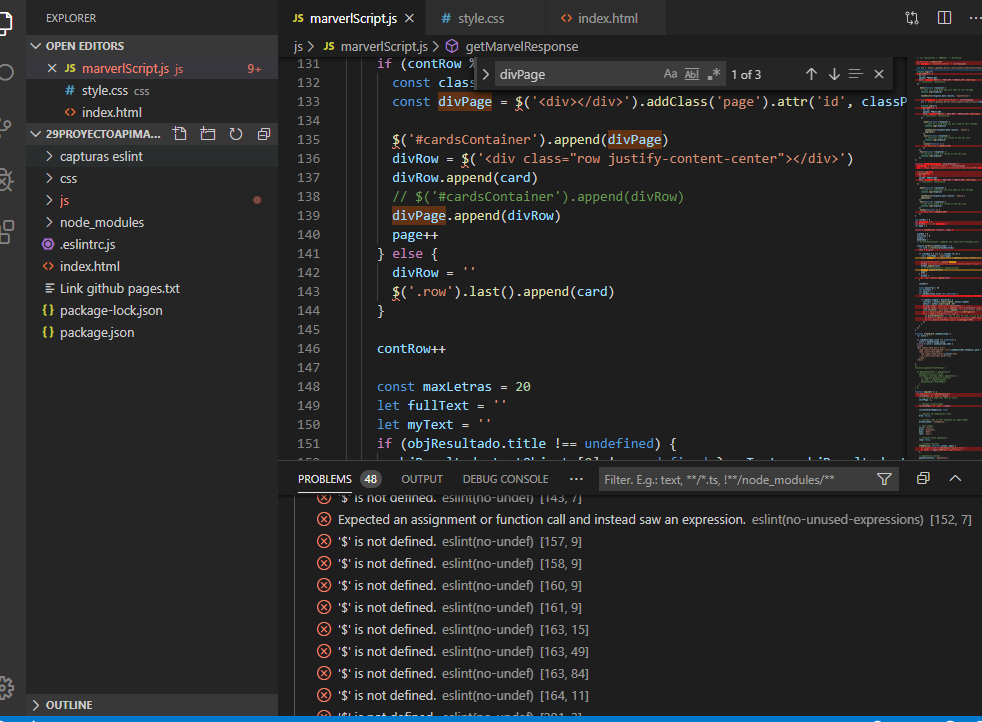 EXPLORER
OPEN EDITORS
JS marverlScript.js js 9+
# style.css css
<> index.html
29PROYECTOAPIMA...
capturas eslint
css
js
node_modules
.eslintrc.js
<> index.html
Link github pages.txt
{} package-lock.json
{} package.json
OUTLINE
JS marverlScript.js
# style.css
<> index.html
js > JS marverlScript.js > getMarvelResponse
divPage Aa Abl .* 1 of 3
131 if (contRow %
132 const clas
133 const divPage = $('<div></div>').addClass('page').attr('id', classP
134
135 $('#cardsContainer').append(divPage)
136 divRow = $('<div class="row justify-content-center"></div>')
137 divRow.append(card)
138 // $('#cardsContainer').append(divRow)
139 divPage.append(divRow)
140 page++
141 } else {
142 divRow = ''
143 $('.row').last().append(card)
144 }
145
146 contRow++
147
148 const maxLetras = 20
149 let fullText = ''
150 let myText = ''
151 if (objResultado.title !== undefined) {
PROBLEMS 48 OUTPUT DEBUG CONSOLE ... Filter. E.g.: text, **/*.ts, !**/node_modules/**
'$' is not defined. eslint(no-undef) [143, 7]
Expected an assignment or function call and instead saw an expression. eslint(no-unused-expressions) [152, 7]
'$' is not defined. eslint(no-undef) [157, 9]
'$' is not defined. eslint(no-undef) [158, 9]
'$' is not defined. eslint(no-undef) [160, 9]
'$' is not defined. eslint(no-undef) [161, 9]
'$' is not defined. eslint(no-undef) [163, 15]
'$' is not defined. eslint(no-undef) [163, 49]
'$' is not defined. eslint(no-undef) [163, 84]
'$' is not defined. eslint(no-undef) [164, 11]